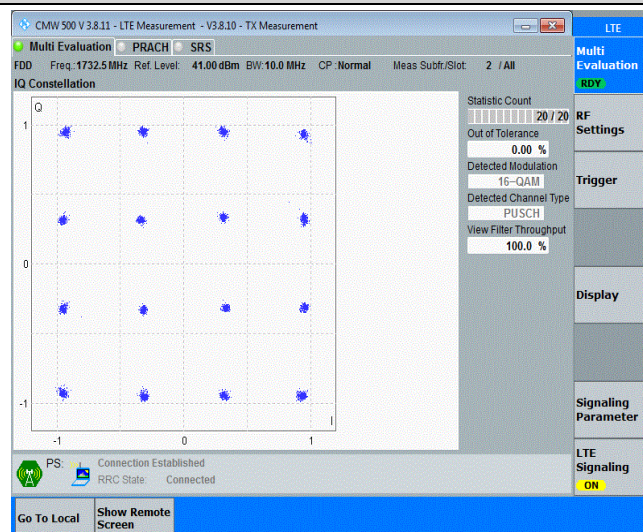 CMW 500 V 3.8.11 - LTE Measurement - V3.8.10 - TX Measurement
LTE
Multi Evaluation PRACH SRS
Multi
Evaluation
RDY
FDD Freq.:1732.5 MHz Ref. Level: 41.00 dBm BW:10.0 MHz CP :Normal Meas Subfr./Slot: 2 / All
IQ Constellation
Q
1
0
-1
-1
0
1
I
Statistic Count
20 / 20
Out of Tolerance
0.00 %
Detected Modulation
16-QAM
Detected Channel Type
PUSCH
View Filter Throughput
100.0 %
RF
Settings
Trigger
Display
Signaling
Parameter
LTE
Signaling
ON
PS: Connection Established
RRC State: Connected
Go To Local
Show Remote
Screen